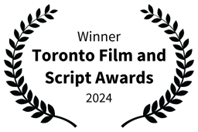 Winner
Toronto Film and
Script Awards
2024